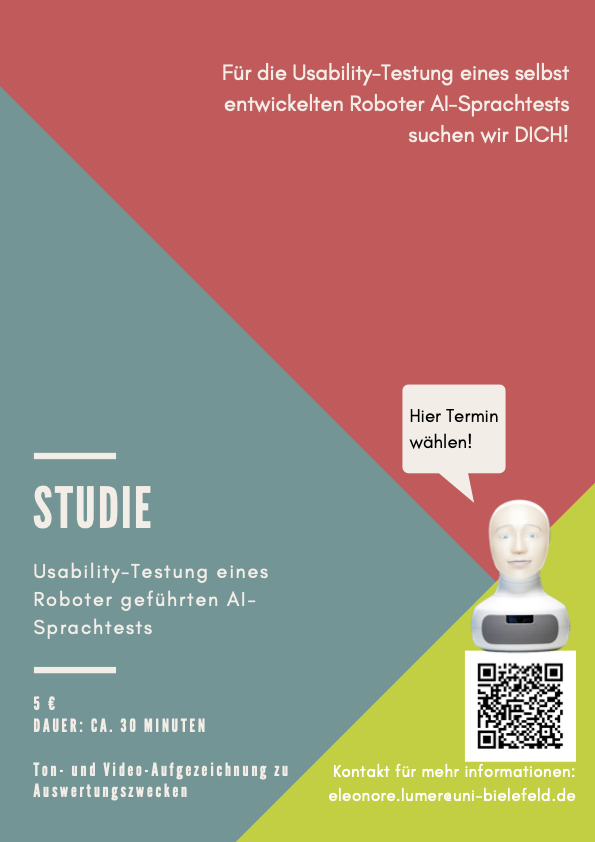 Für die Usability-Testung eines selbst
entwickelten Roboter AI-Sprachtests
suchen wir DICH!
Hier Termin
wählen!
STUDIE
Usability-Testung eines
Roboter geführten AI-
Sprachtests
5 €
DAUER: CA. 30 MINUTEN
Ton- und Video-Aufgezeichnung zu
Auswertungszwecken
Kontakt für mehr informationen:
eleonore.lumer@uni-bielefeld.de